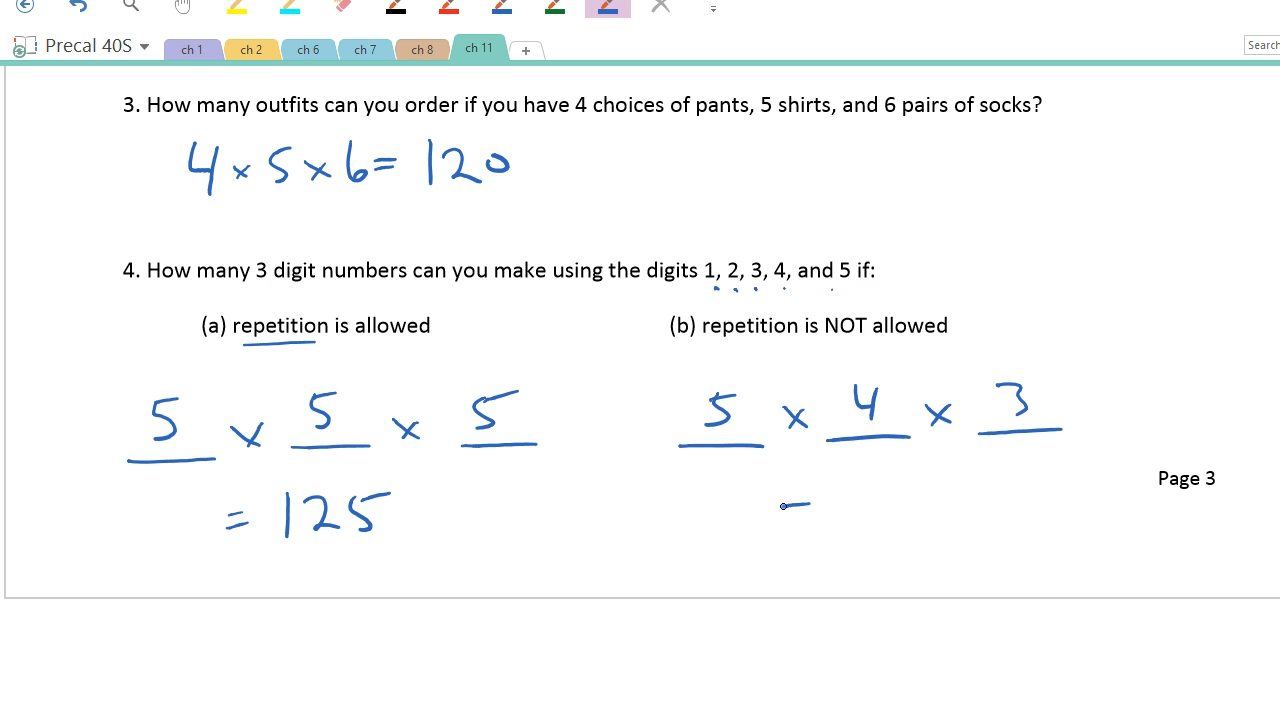 Precal 40S ch 1 ch 2 ch 6 ch 7 ch 8 ch 11 + Search
3. How many outfits can you order if you have 4 choices of pants, 5 shirts, and 6 pairs of socks?
4 × 5 × 6 = 120
4. How many 3 digit numbers can you make using the digits 1, 2, 3, 4, and 5 if:
(a) repetition is allowed (b) repetition is NOT allowed
5 × 5 × 5 5 × 4 × 3
Page 3
= 125